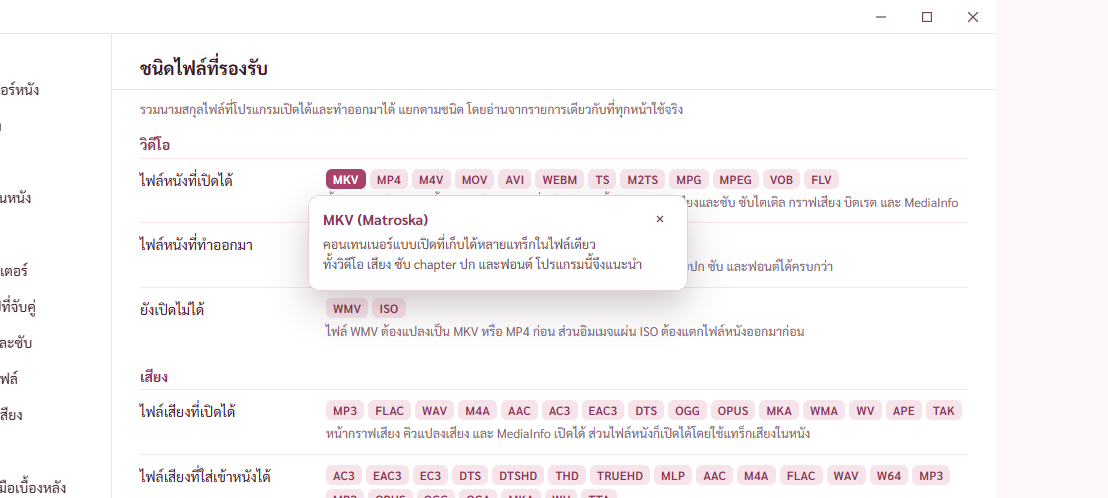 ชนิดไฟล์ที่รองรับ
อร์หนัง
รวมนามสกุลไฟล์ที่โปรแกรมเปิดได้และทำออกมาได้ แยกตามชนิด โดยอ่านจากรายการเดียวกับที่ทุกหน้าใช้จริง
วิดีโอ
ไฟล์หนังที่เปิดได้ MKV MP4 M4V MOV AVI WEBM TS M2TS MPG MPEG VOB FLV
นหนัง
ยงและซับ ซับไตเติล กราฟเสียง บิตเรต และ MediaInfo
MKV (Matroska)
ไฟล์หนังที่ทำออกมา
คอนเทนเนอร์แบบเปิดที่เก็บได้หลายแทร็กในไฟล์เดียว
ทั้งวิดีโอ เสียง ซับ chapter ปก และฟอนต์ โปรแกรมนี้จึงแนะนำ
ปก ซับ และฟอนต์ได้ครบกว่า
เตอร์
ที่จับคู่
ยังเปิดไม่ได้ WMV ISO
ไฟล์ WMV ต้องแปลงเป็น MKV หรือ MP4 ก่อน ส่วนอิมเมจแผ่น ISO ต้องแตกไฟล์หนังออกมาก่อน
ละซับ
ฟล์
เสียง
ไฟล์เสียงที่เปิดได้ MP3 FLAC WAV M4A AAC AC3 EAC3 DTS OGG OPUS MKA WMA WV APE TAK
สียง
หน้ากราฟเสียง คิวแปลงเสียง และ MediaInfo เปิดได้ ส่วนไฟล์หนังก็เปิดได้โดยใช้แทร็กเสียงในหนัง
ไฟล์เสียงที่ใส่เข้าหนังได้ AC3 EAC3 EC3 DTS DTSHD THD TRUEHD MLP AAC M4A FLAC WAV W64 MP3
มือเบื้องหลัง
MP2 OPUS OGG OGA MKA WV TTA